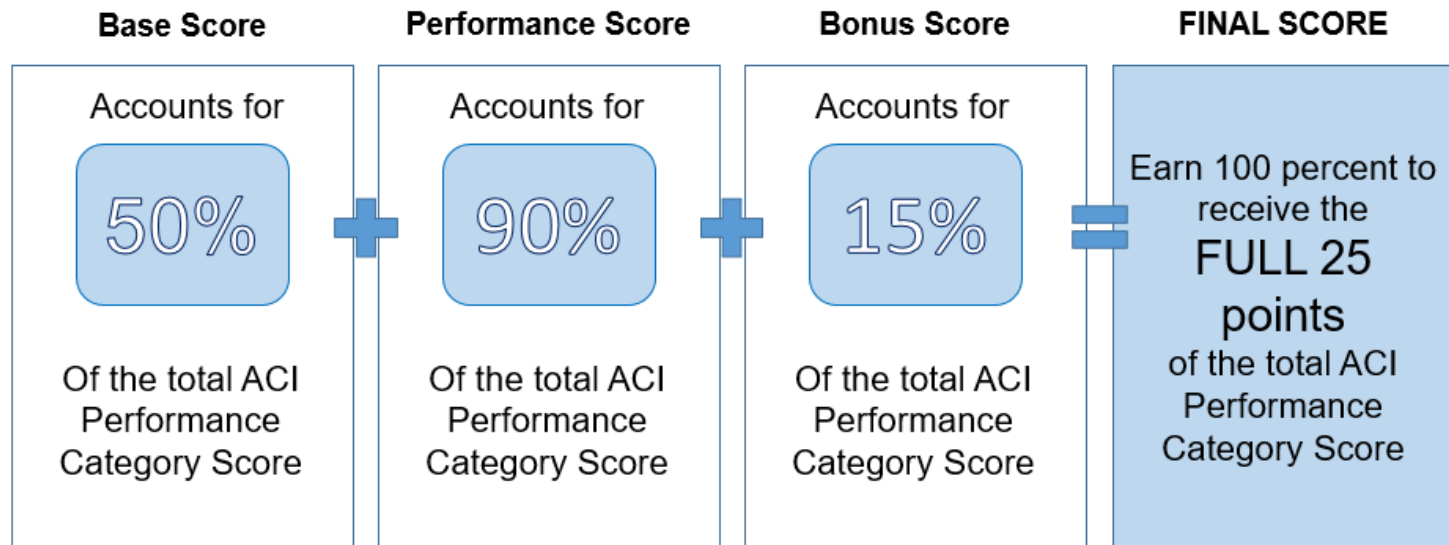 Base Score
Accounts for
50%
Of the total ACI
Performance
Category Score
+
Performance Score
Accounts for
90%
Of the total ACI
Performance
Category Score
+
Bonus Score
Accounts for
15%
Of the total ACI
Performance
Category Score
=
FINAL SCORE
Earn 100 percent to
receive the
FULL 25
points
of the total ACI
Performance
Category Score